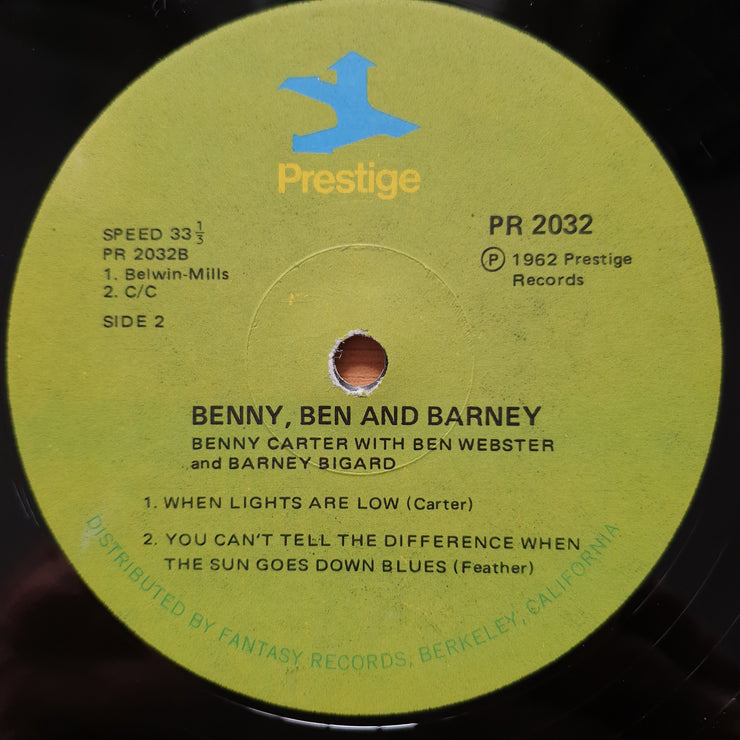 Prestige
SPEED 33 1/3
PR 2032B
1. Belwin-Mills
2. C/C
SIDE 2
PR 2032
℗ 1962 Prestige
Records
BENNY, BEN AND BARNEY
BENNY CARTER WITH BEN WEBSTER
and BARNEY BIGARD
1. WHEN LIGHTS ARE LOW (Carter)
2. YOU CAN'T TELL THE DIFFERENCE WHEN
THE SUN GOES DOWN BLUES (Feather)
DISTRIBUTED BY FANTASY RECORDS, BERKELEY, CALIFORNIA